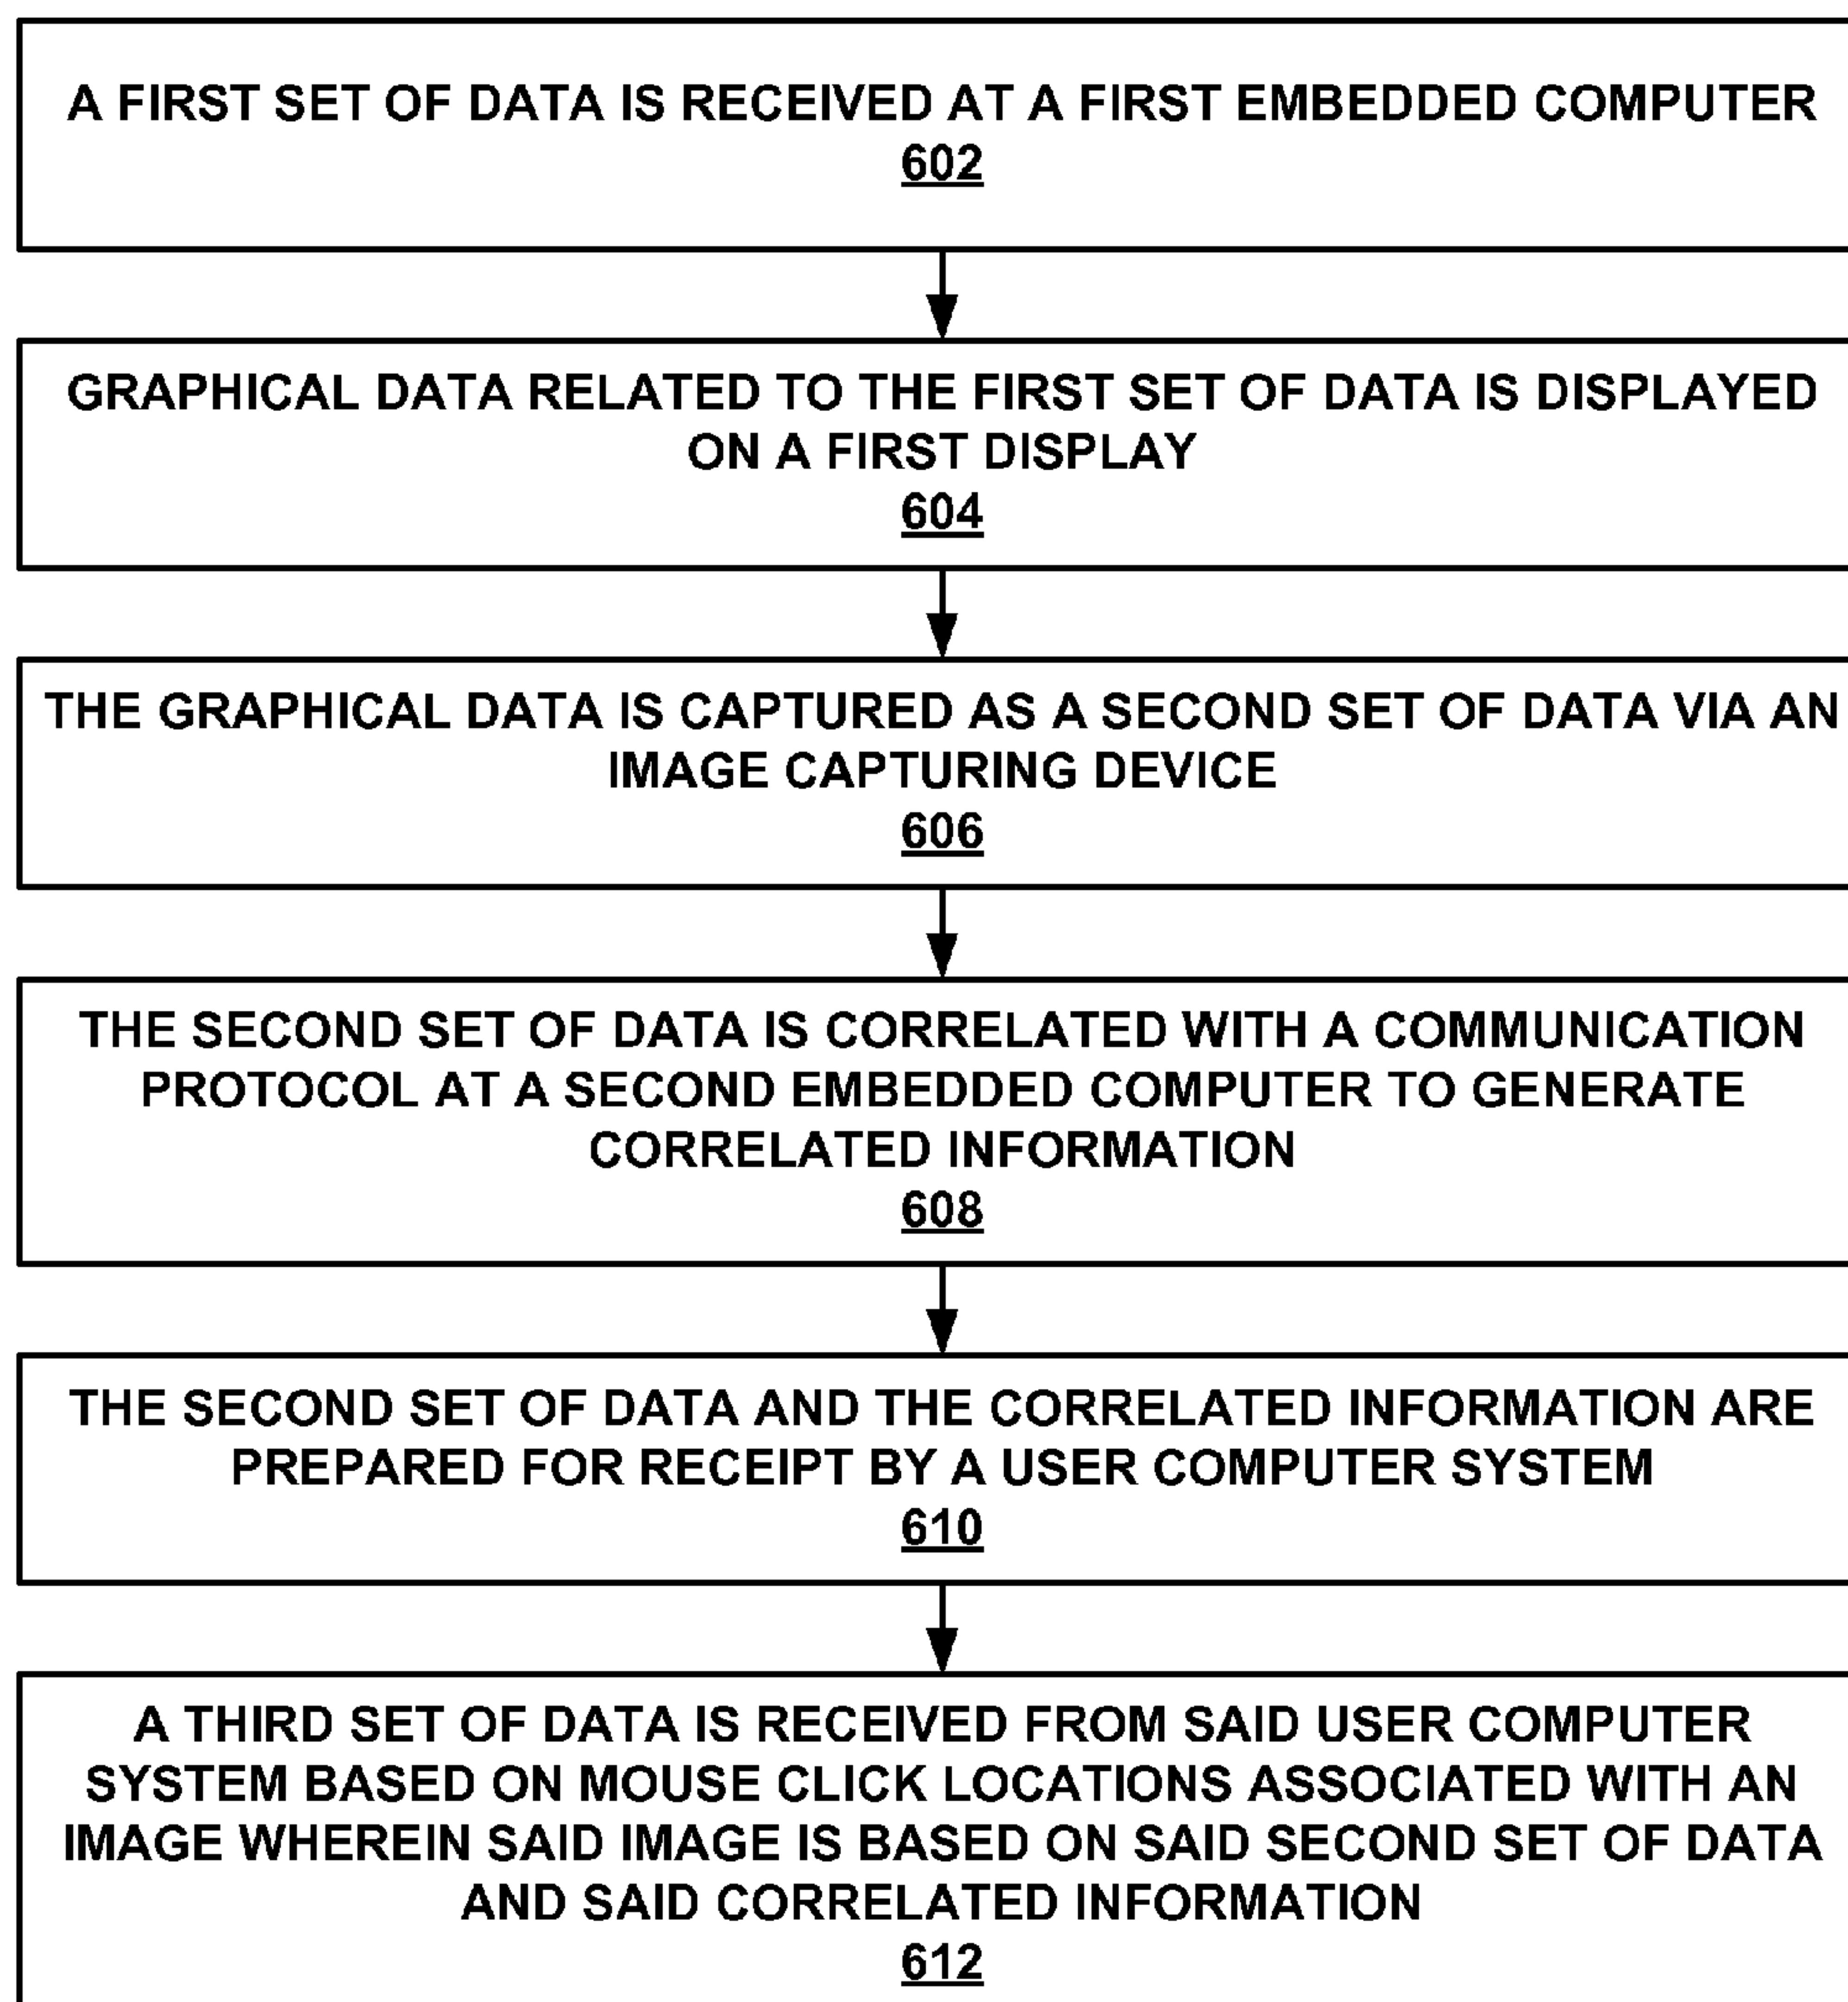 A FIRST SET OF DATA IS RECEIVED AT A FIRST EMBEDDED COMPUTER
602
GRAPHICAL DATA RELATED TO THE FIRST SET OF DATA IS DISPLAYED
ON A FIRST DISPLAY
604
THE GRAPHICAL DATA IS CAPTURED AS A SECOND SET OF DATA VIA AN
IMAGE CAPTURING DEVICE
606
THE SECOND SET OF DATA IS CORRELATED WITH A COMMUNICATION
PROTOCOL AT A SECOND EMBEDDED COMPUTER TO GENERATE
CORRELATED INFORMATION
608
THE SECOND SET OF DATA AND THE CORRELATED INFORMATION ARE
PREPARED FOR RECEIPT BY A USER COMPUTER SYSTEM
610
A THIRD SET OF DATA IS RECEIVED FROM SAID USER COMPUTER
SYSTEM BASED ON MOUSE CLICK LOCATIONS ASSOCIATED WITH AN
IMAGE WHEREIN SAID IMAGE IS BASED ON SAID SECOND SET OF DATA
AND SAID CORRELATED INFORMATION
612